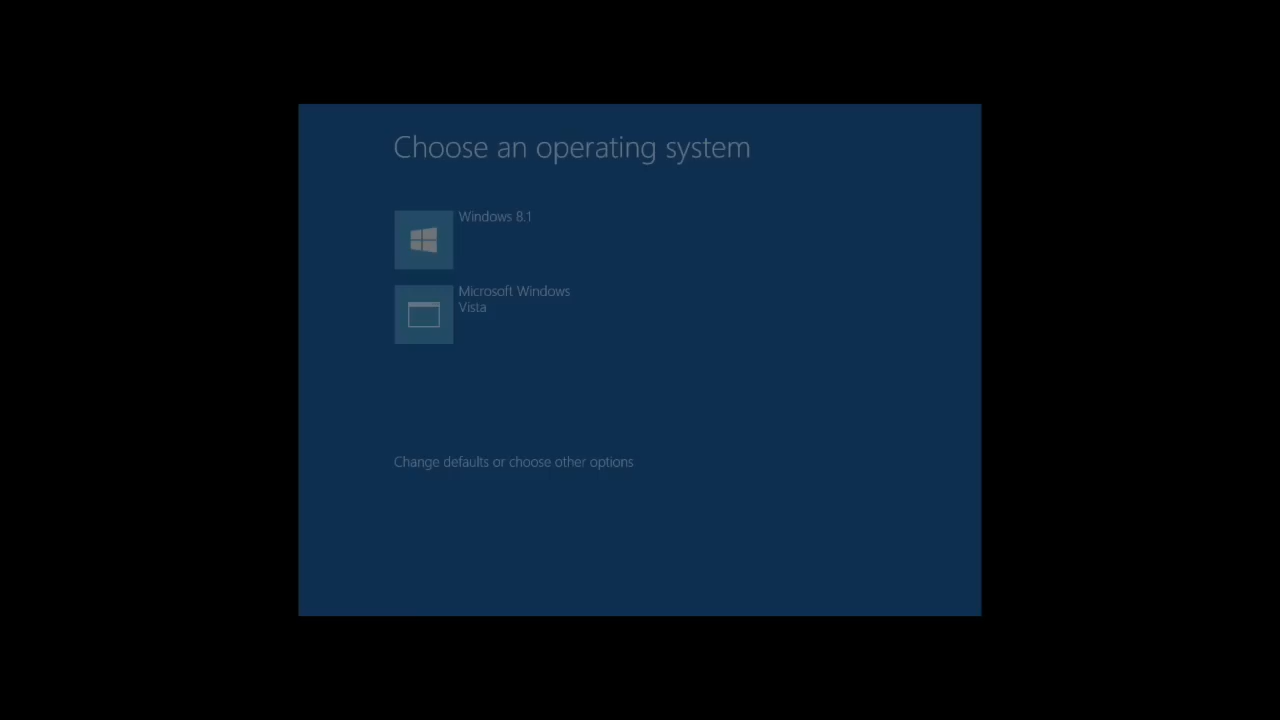 Choose an operating system
Windows 8.1
Microsoft Windows
Vista
Change defaults or choose other options